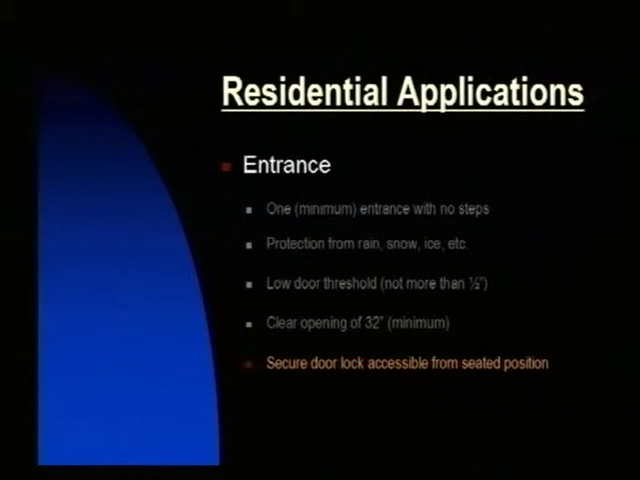 Residential Applications
Entrance
One (minimum) entrance with no steps
Protection from rain, snow, ice, etc.
Low door threshold (not more than ½")
Clear opening of 32" (minimum)
Secure door lock accessible from seated position